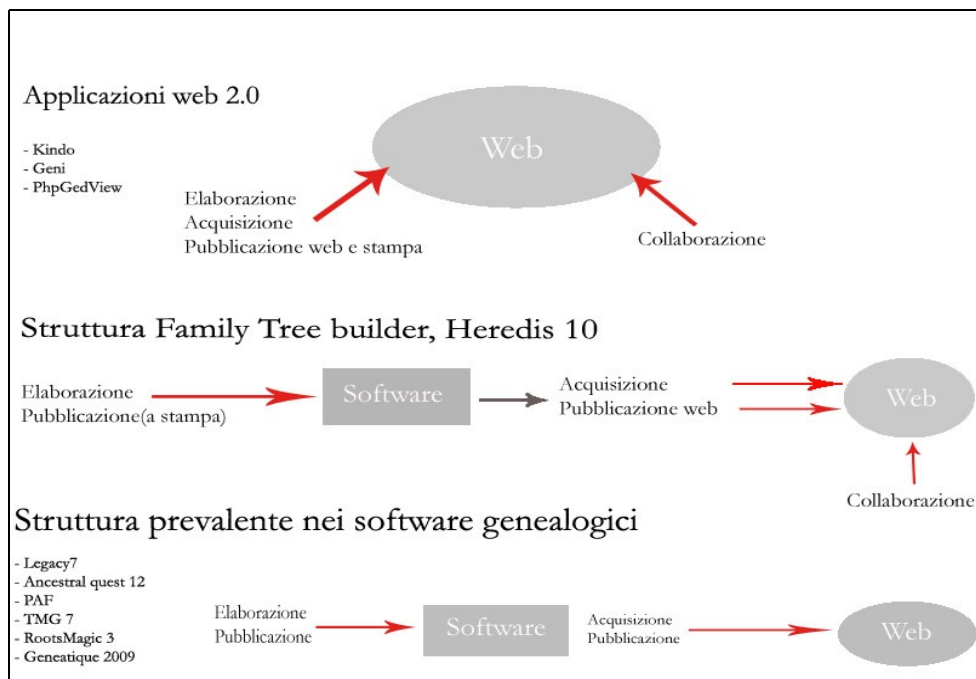 Applicazioni web 2.0
- Kindo
- Geni
- PhpGedView
Web
Elaborazione
Acquisizione
Pubblicazione web e stampa
Collaborazione
Struttura Family Tree builder, Heredis 10
Elaborazione
Pubblicazione(a stampa)
Software
Acquisizione
Pubblicazione web
Web
Collaborazione
Struttura prevalente nei software genealogici
- Legacy7
- Ancestral quest 12
- PAF
- TMG 7
- RootsMagic 3
- Geneatique 2009
Elaborazione
Pubblicazione
Software
Acquisizione
Pubblicazione
Web